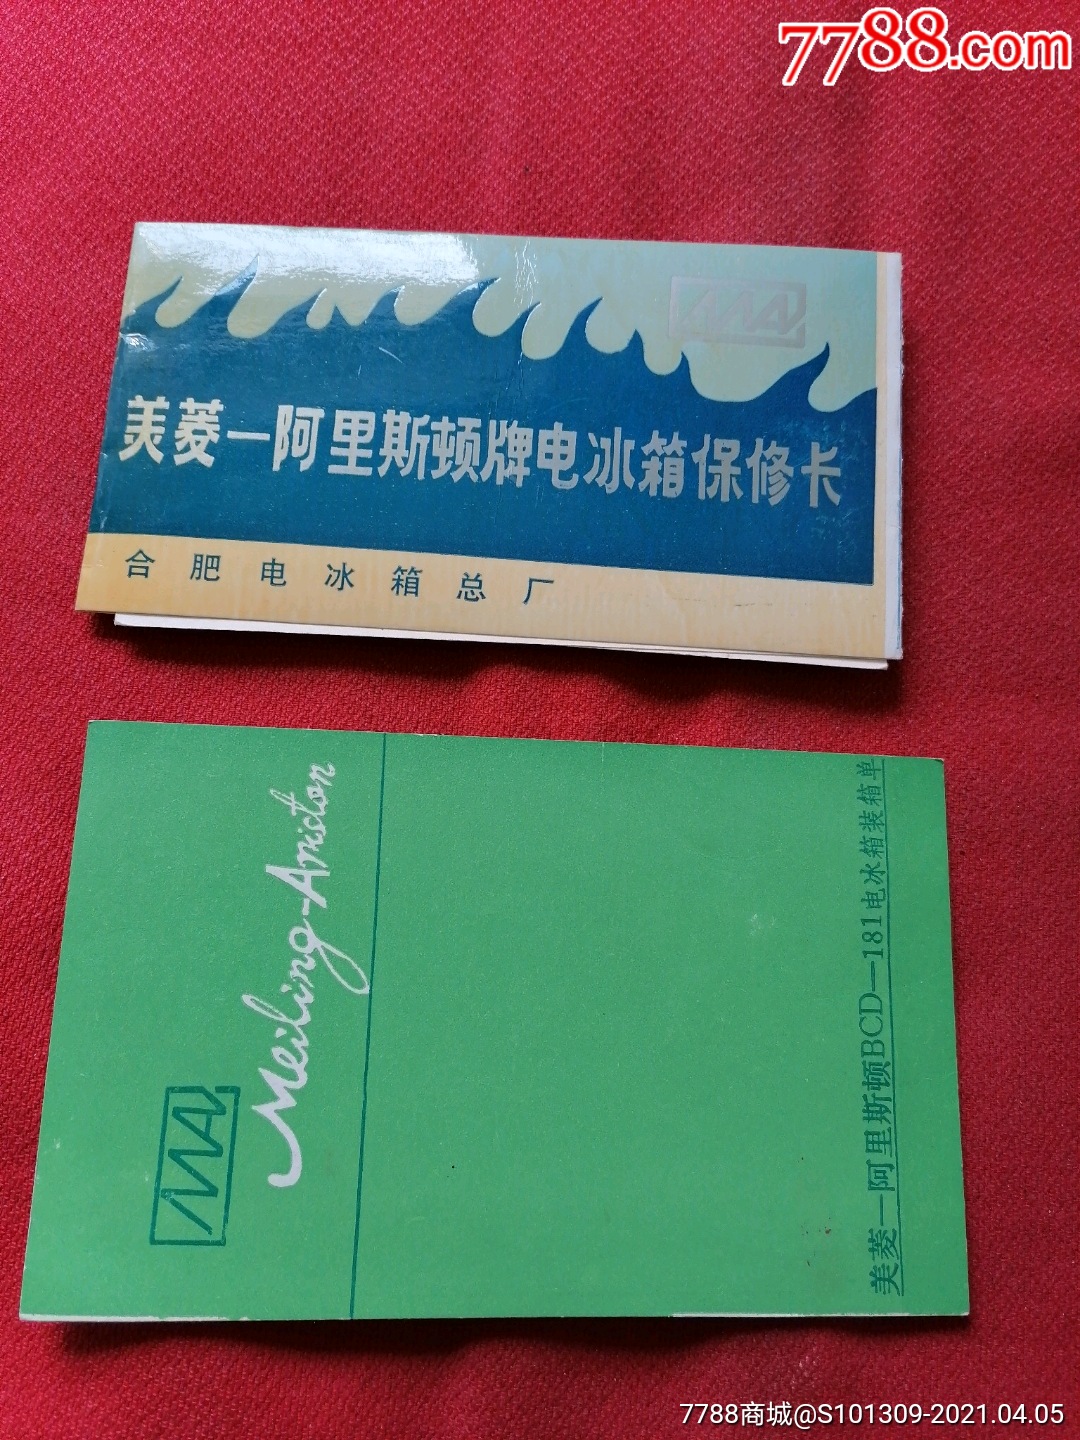 7788.com
美菱一阿里斯顿牌电冰箱保修卡
合肥电冰箱总厂
Meiling-Ariston
美菱一阿里斯顿BCD—181电冰箱装箱单
7788商城@S101309-2021.04.05